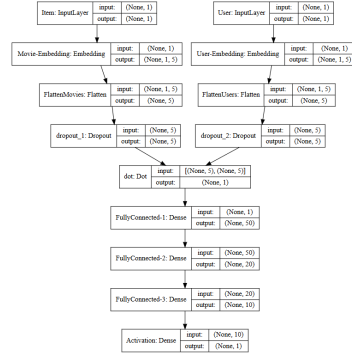 Item: InputLayer input: (None, 1) output: (None, 1)
User: InputLayer input: (None, 1) output: (None, 1)
Movie-Embedding: Embedding input: (None, 1) output: (None, 1, 5)
User-Embedding: Embedding input: (None, 1) output: (None, 1, 5)
FlattenMovies: Flatten input: (None, 1, 5) output: (None, 5)
FlattenUsers: Flatten input: (None, 1, 5) output: (None, 5)
dropout_1: Dropout input: (None, 5) output: (None, 5)
dropout_2: Dropout input: (None, 5) output: (None, 5)
dot: Dot input: [(None, 5), (None, 5)] output: (None, 1)
FullyConnected-1: Dense input: (None, 1) output: (None, 50)
FullyConnected-2: Dense input: (None, 50) output: (None, 20)
FullyConnected-3: Dense input: (None, 20) output: (None, 10)
Activation: Dense input: (None, 10) output: (None, 1)